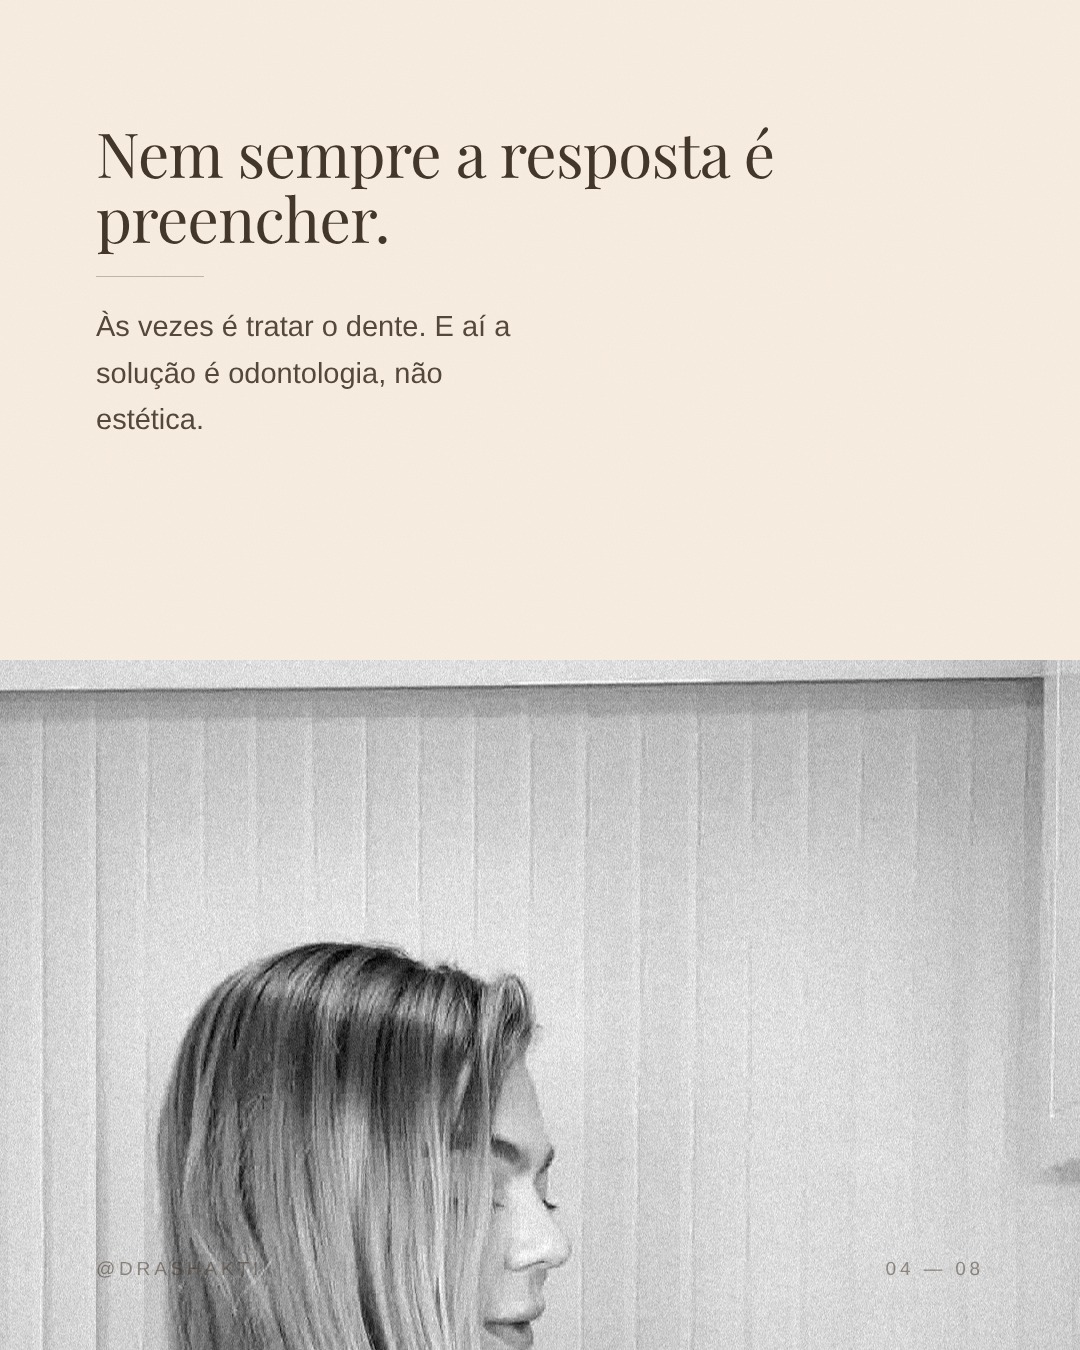 Nem sempre a resposta é
preencher.
Às vezes é tratar o dente. E aí a
solução é odontologia, não
estética.
04 — 08